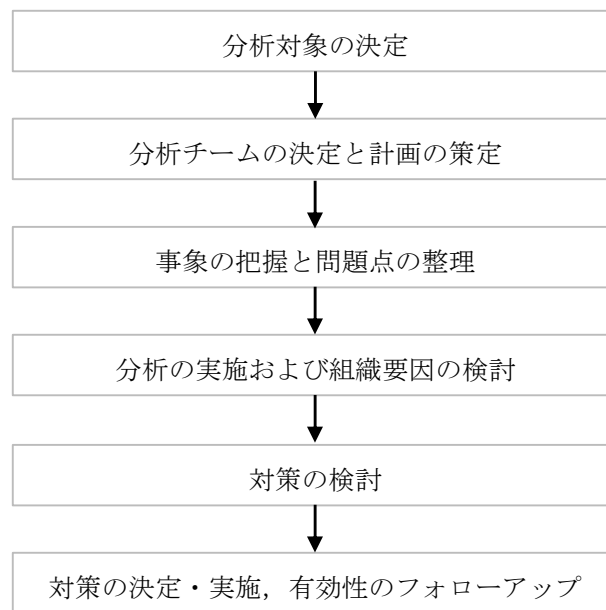 分析対象の決定
分析チームの決定と計画の策定
事象の把握と問題点の整理
分析の実施および組織要因の検討
対策の検討
対策の決定・実施，有効性のフォローアップ